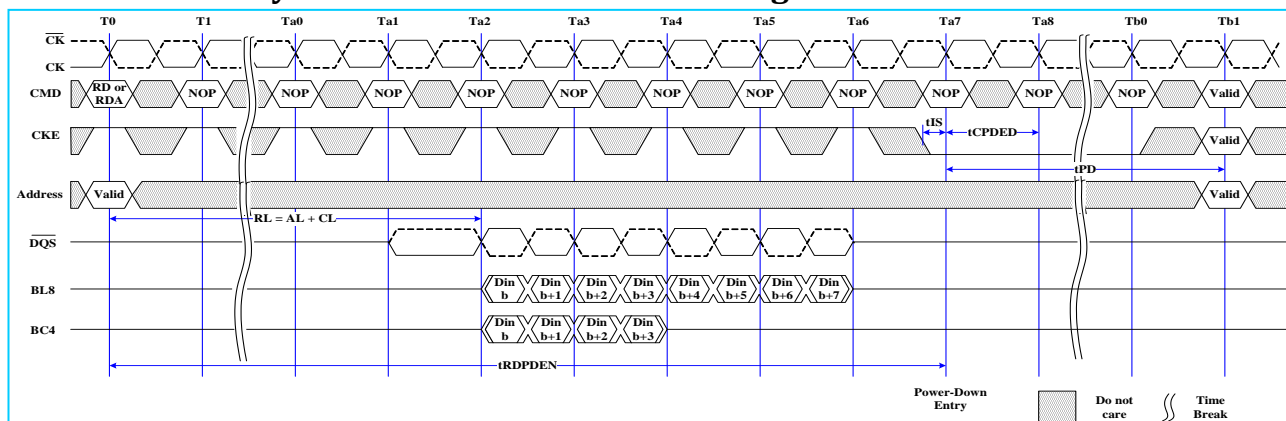 T0 T1 Ta0 Ta1 Ta2 Ta3 Ta4 Ta5 Ta6 Ta7 Ta8 Tb0 Tb1
CK
CK
CMD RD or RDA NOP NOP NOP NOP NOP NOP NOP NOP NOP NOP NOP Valid
tIS tCPDED
CKE Valid
tPD
Address Valid Valid
RL = AL + CL
DQS
BL8 Din b Din b+1 Din b+2 Din b+3 Din b+4 Din b+5 Din b+6 Din b+7
BC4 Din b Din b+1 Din b+2 Din b+3
tRDPDEN
Power-Down
Entry
Do not
care
Time
Break